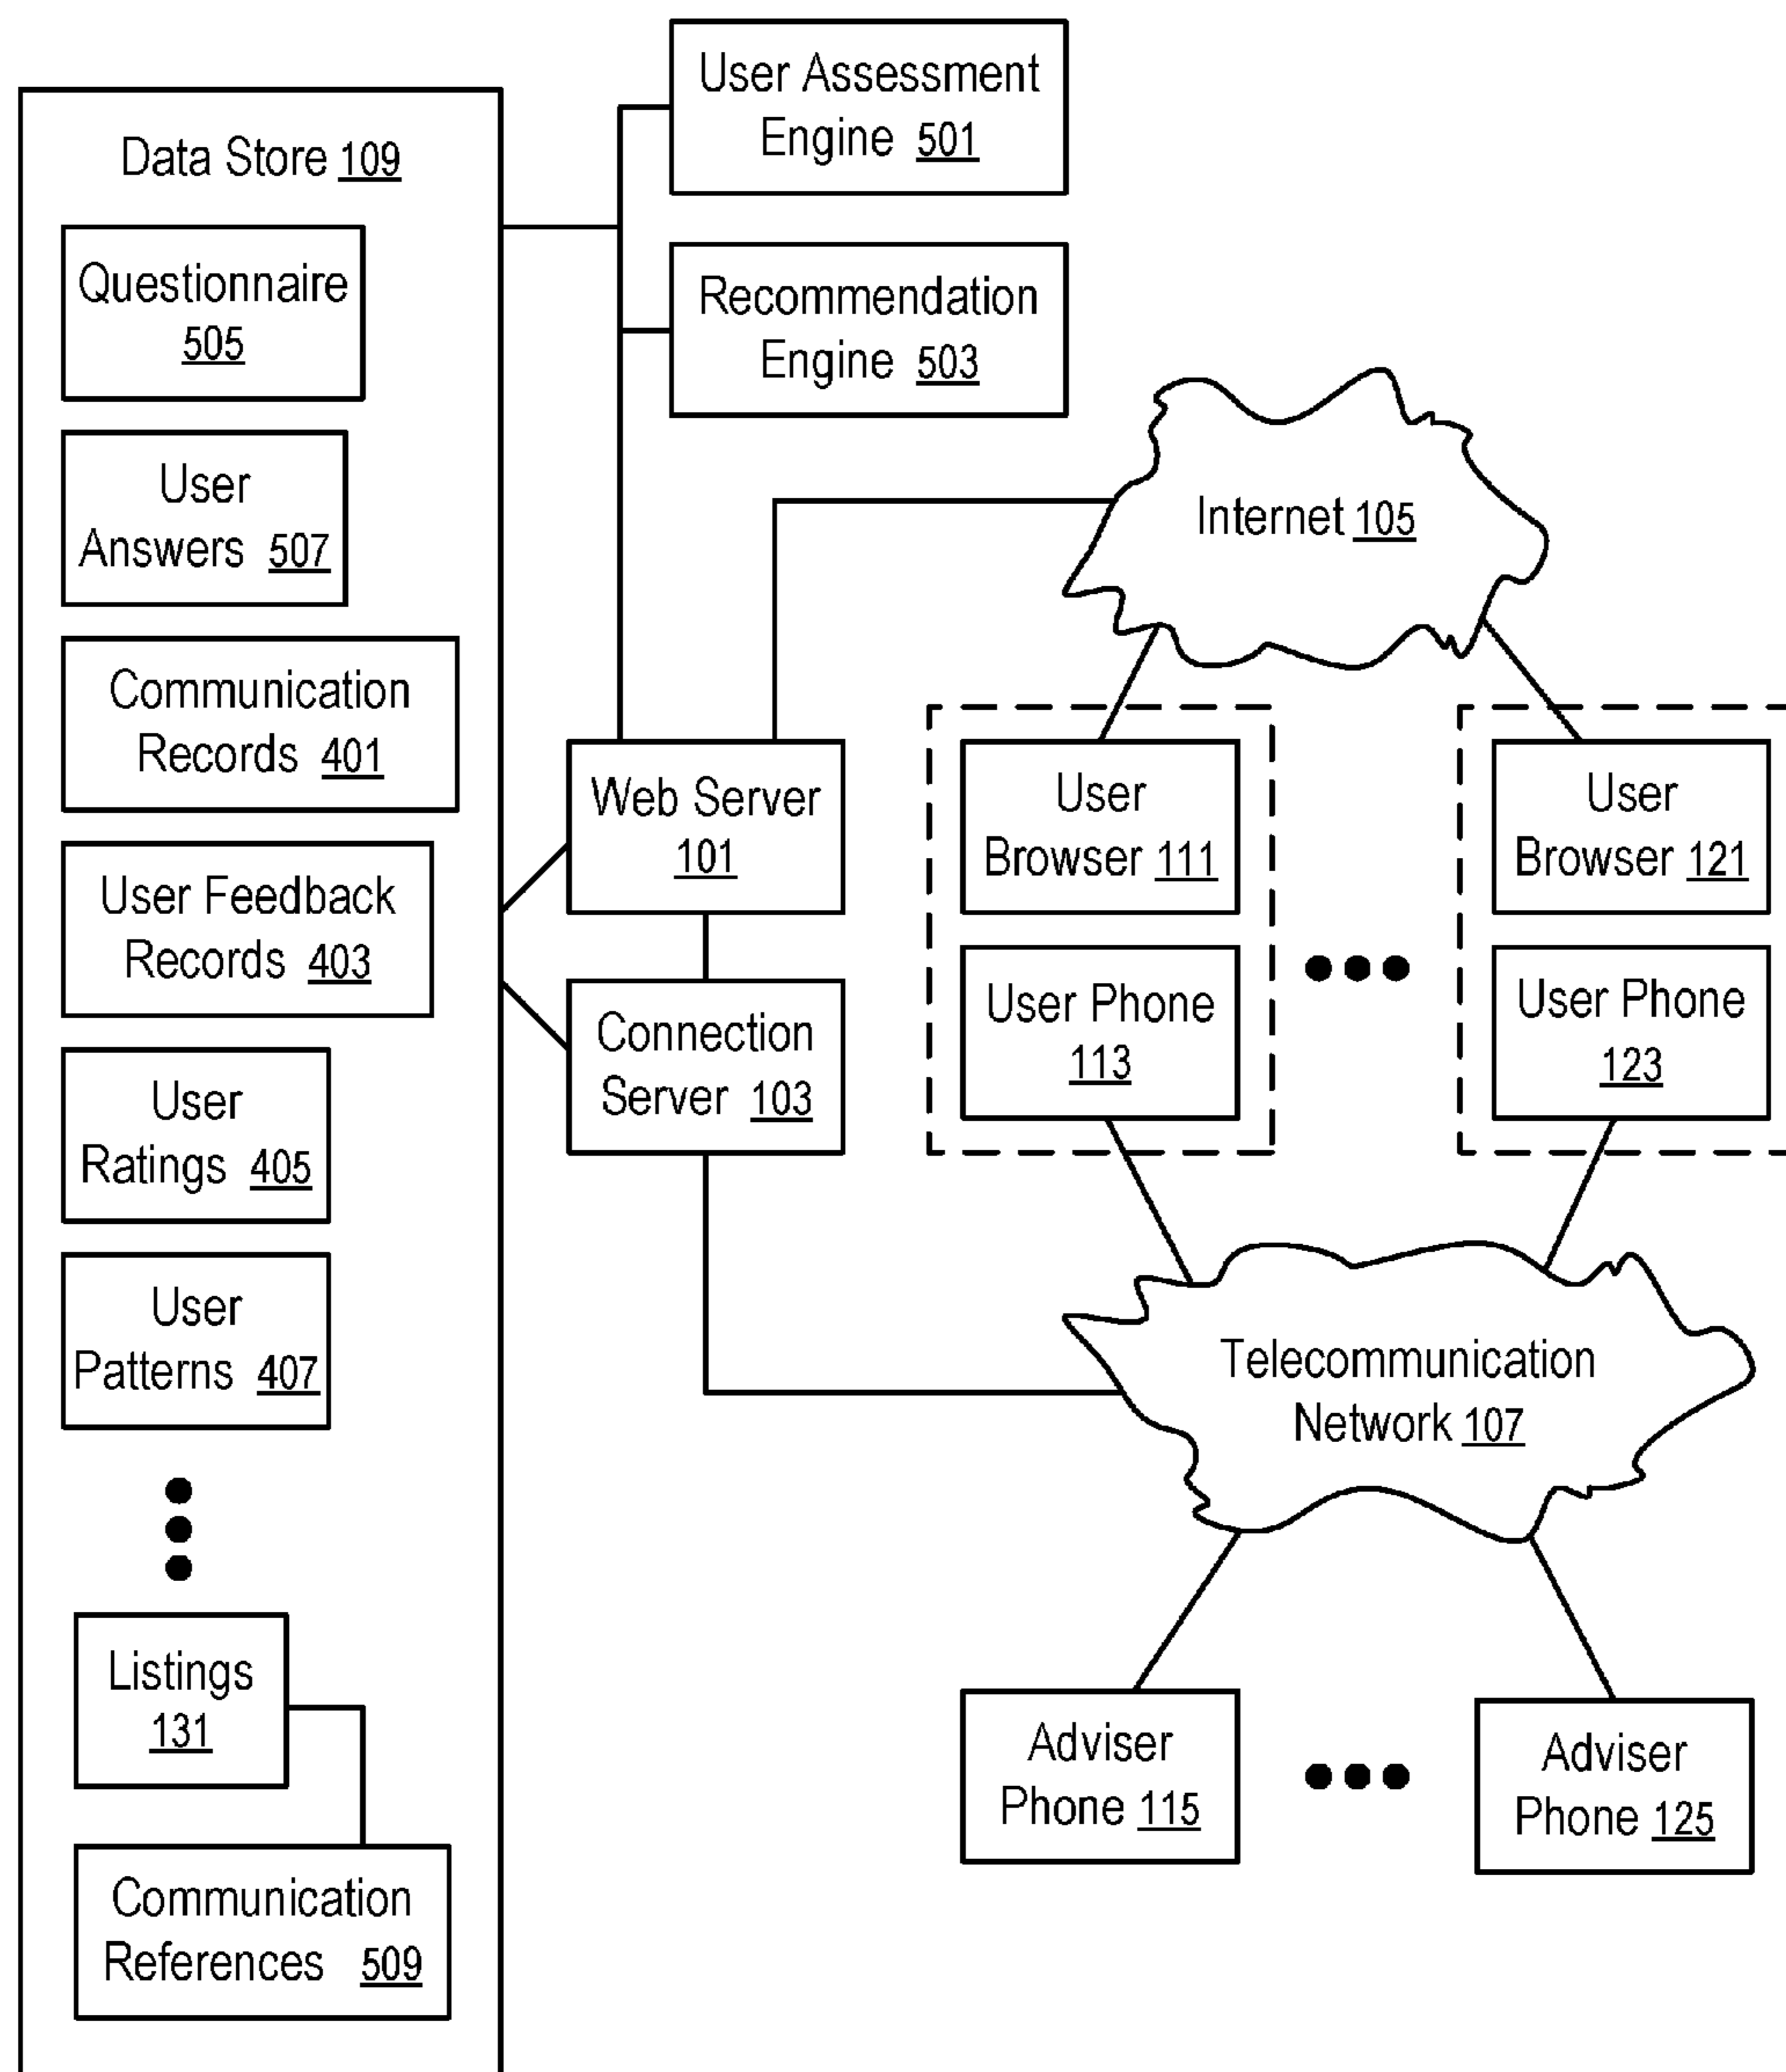 User Assessment
Engine 501
Data Store 109
Questionnaire
505
Recommendation
Engine 503
User
Answers 507
Internet 105
Communication
Records 401
Web Server
101
User
Browser 111
User
Browser 121
User Feedback
Records 403
Connection
Server 103
User Phone
113
User Phone
123
User
Ratings 405
User
Patterns 407
Telecommunication
Network 107
Listings
131
Adviser
Phone 115
Adviser
Phone 125
Communication
References 509